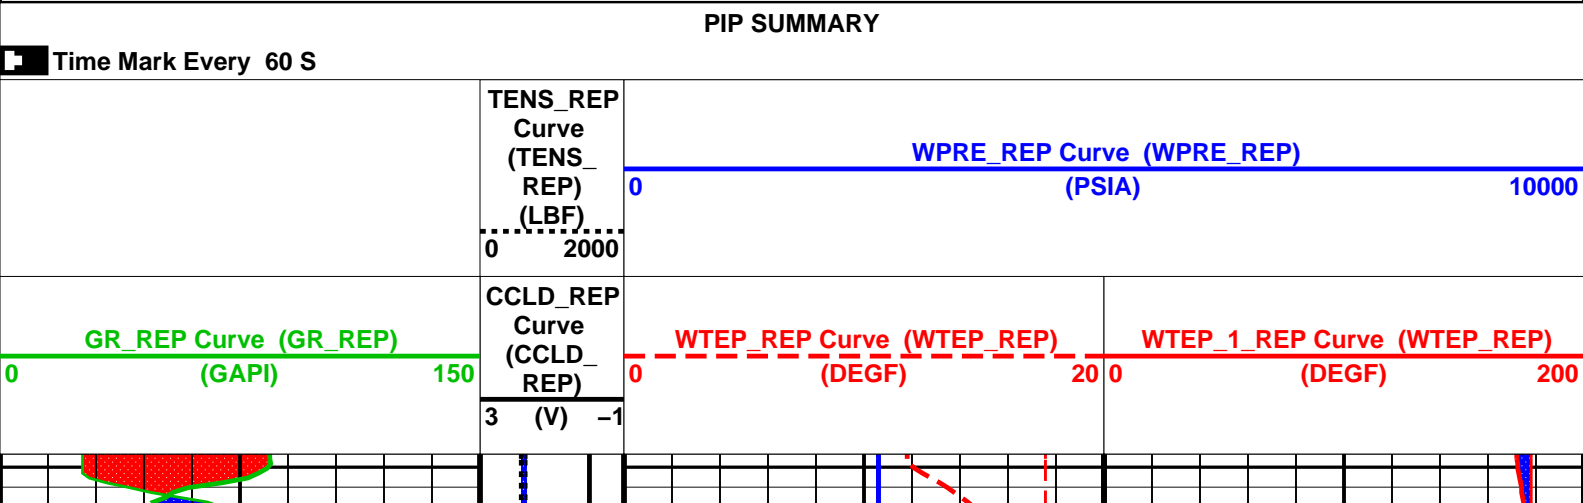 PIP SUMMARY
Time Mark Every 60 S
TENS_REP
Curve
(TENS_
REP)
(LBF)
0 2000
WPRE_REP Curve (WPRE_REP)
0 (PSIA) 10000
GR_REP Curve (GR_REP)
0 (GAPI) 150
CCLD_REP
Curve
(CCLD_
REP)
3 (V) –1
WTEP_REP Curve (WTEP_REP)
0 (DEGF) 20
WTEP_1_REP Curve (WTEP_REP)
0 (DEGF) 200